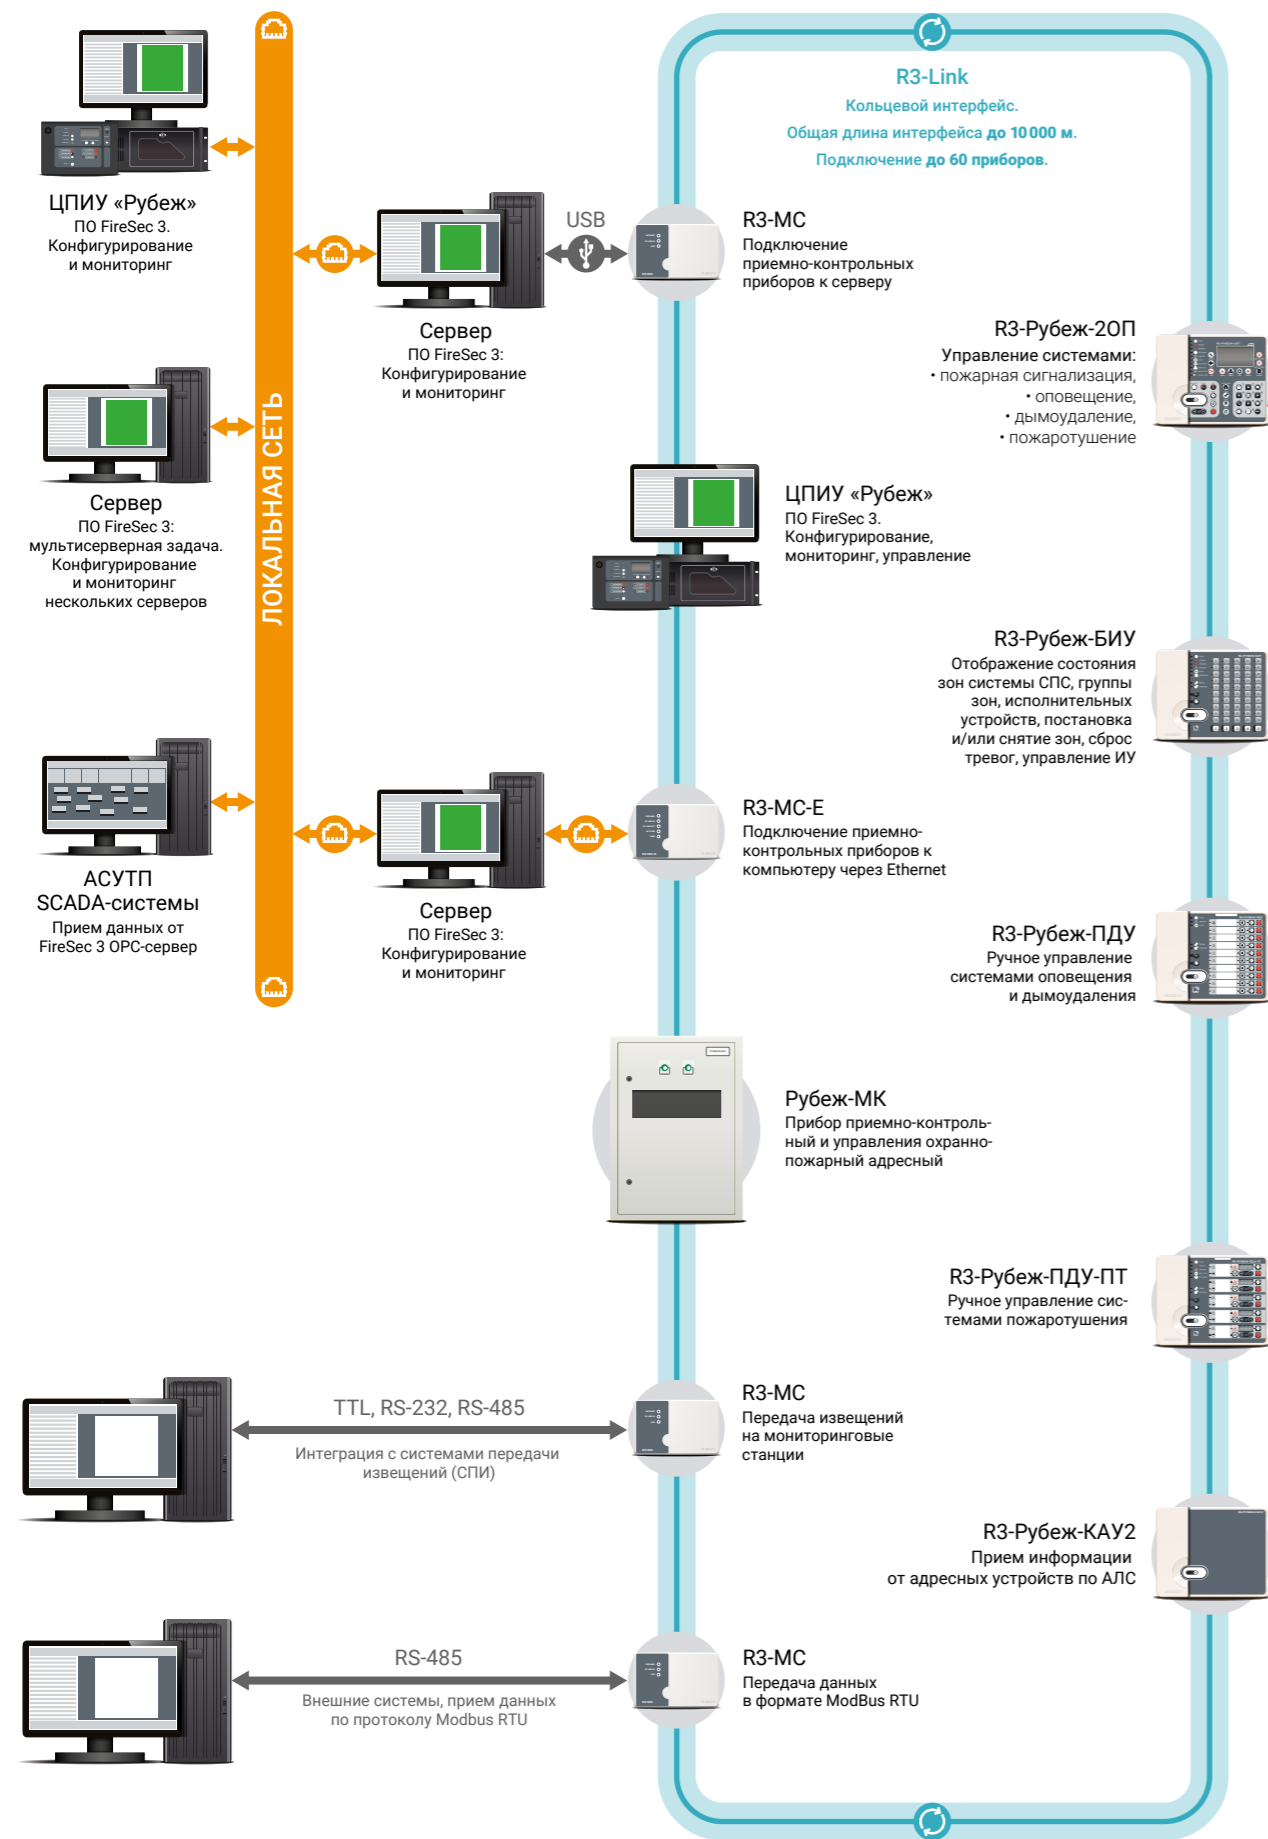 R3-Link
Кольцевой интерфейс.
Общая длина интерфейса до 10 000 м.
Подключение до 60 приборов.
ЦПИУ «Рубеж»
ПО FireSec 3.
Конфигурирование
и мониторинг
USB
R3-МС
Подключение
приемно-контрольных
приборов к серверу
Сервер
ПО FireSec 3:
Конфигурирование
и мониторинг
R3-Рубеж-2ОП
Управление системами:
• пожарная сигнализация,
• оповещение,
• дымоудаление,
• пожаротушение
ЛОКАЛЬНАЯ СЕТЬ
Сервер
ПО FireSec 3:
мультисерверная задача.
Конфигурирование
и мониторинг
нескольких серверов
ЦПИУ «Рубеж»
ПО FireSec 3.
Конфигурирование,
мониторинг, управление
R3-Рубеж-БИУ
Отображение состояния
зон системы СПС, группы
зон, исполнительных
устройств, постановка
и/или снятие зон, сброс
тревог, управление ИУ
R3-МС-Е
Подключение приемно-
контрольных приборов к
компьютеру через Ethernet
АСУТП
SCADA-системы
Прием данных от
FireSec 3 OPC-сервер
Сервер
ПО FireSec 3:
Конфигурирование
и мониторинг
R3-Рубеж-ПДУ
Ручное управление
системами оповещения
и дымоудаления
Рубеж-МК
Прибор приемно-контроль-
ный и управления охранно-
пожарный адресный
R3-Рубеж-ПДУ-ПТ
Ручное управление сис-
темами пожаротушения
TTL, RS-232, RS-485
Интеграция с системами передачи
извещений (СПИ)
R3-МС
Передача извещений
на мониторинговые
станции
R3-Рубеж-КАУ2
Прием информации
от адресных устройств по АЛС
RS-485
Внешние системы, прием данных
по протоколу Modbus RTU
R3-МС
Передача данных
в формате ModBus RTU